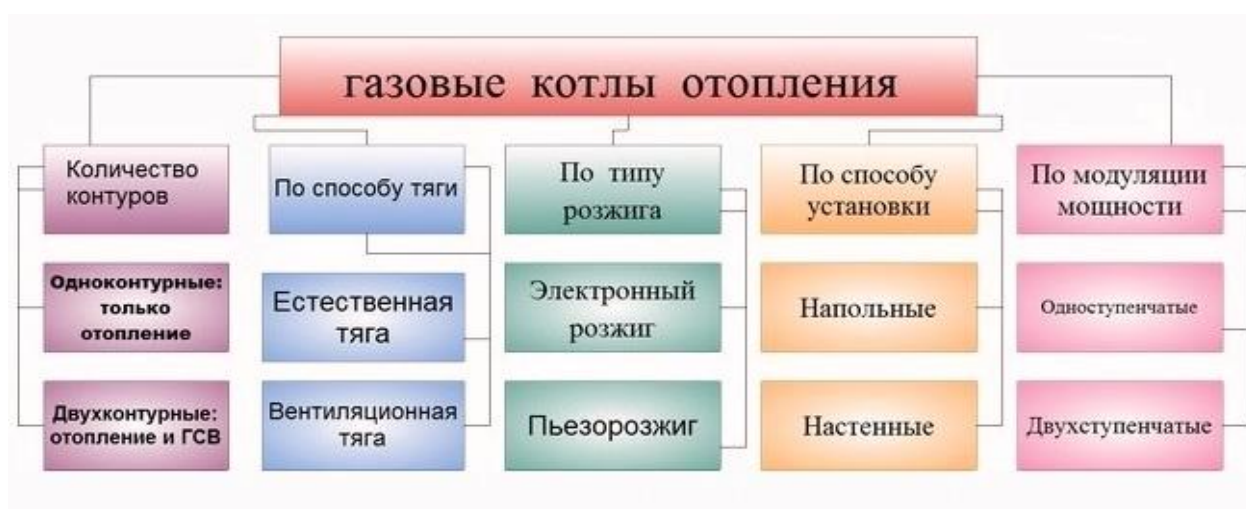 газовые котлы отопления
Количество
контуров
Одноконтурные:
только
отопление
Двухконтурные:
отопление и ГСВ
По способу тяги
Естественная
тяга
Вентиляционная
тяга
По типу
розжига
Электронный
розжиг
Пьезорозжиг
По способу
установки
Напольные
Настенные
По модуляции
мощности
Одноступенчатые
Двухступенчатые